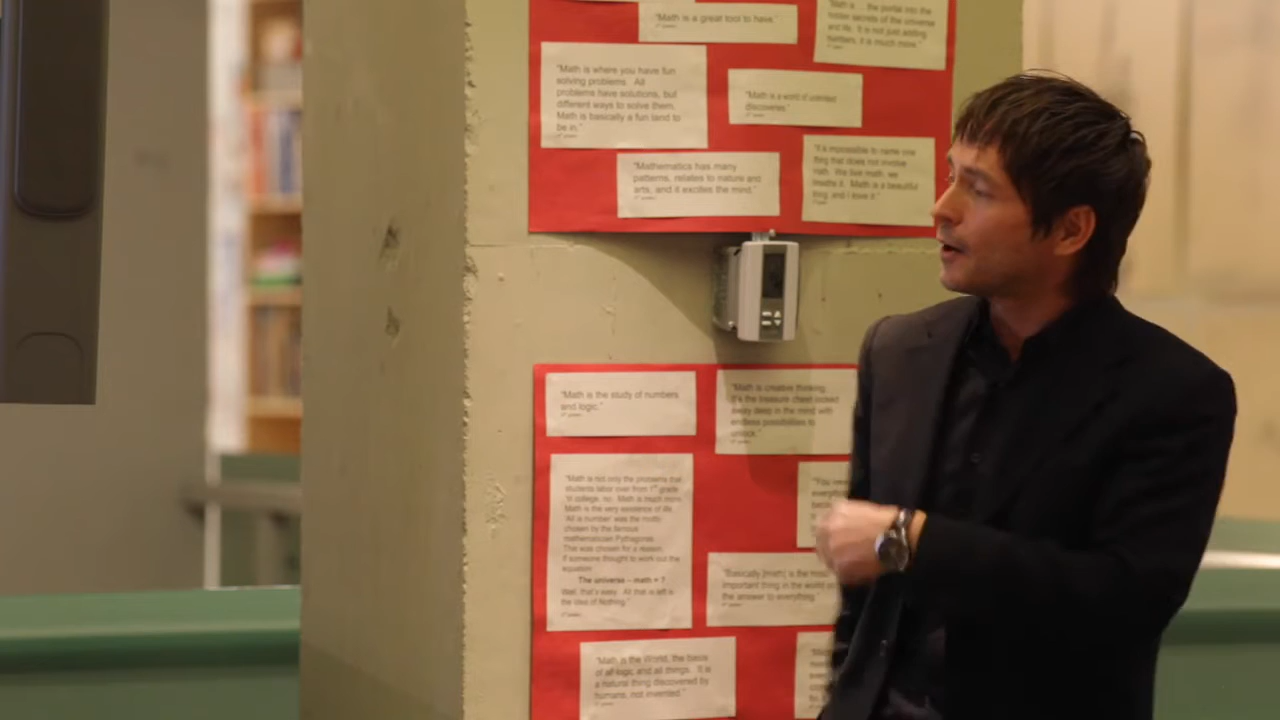 "Math is a great tool to have."
"Math is ... the portal into the
hidden secrets of the universe
and life. It is not just adding
numbers, it is much more."
"Math is where you have fun
solving problems. All
problems have solutions, but
different ways to solve them.
Math is basically a fun land to
be in."
"Math is a world of unlimited
discoveries."
"Mathematics has many
patterns, relates to nature and
arts, and it excites the mind."
"It is impossible to name one
thing that does not involve
math. We live math, we
breathe it. Math is a beautiful
thing, and I love it."
"Math is the study of numbers
and logic."
"Math is creative thinking.
It's the treasure chest locked
away deep in the mind with
endless possibilities to
unlock."
"Math is not only the problems that
students labor over from 1st grade
to college, no. Math is much more.
Math is the very existence of life.
'All is number' was the motto
chosen by the famous
mathematician Pythagoras.
That was chosen for a reason.
If someone thought to work out the
equation:
The universe – math = ?
Well, that's easy. All that is left is
the idea of Nothing."
"You
"Basically [math] is the most
important thing in the world
the answer to everything."
"Math is the World, the basis
of all logic and all things. It is
a natural thing discovered by
humans, not invented."